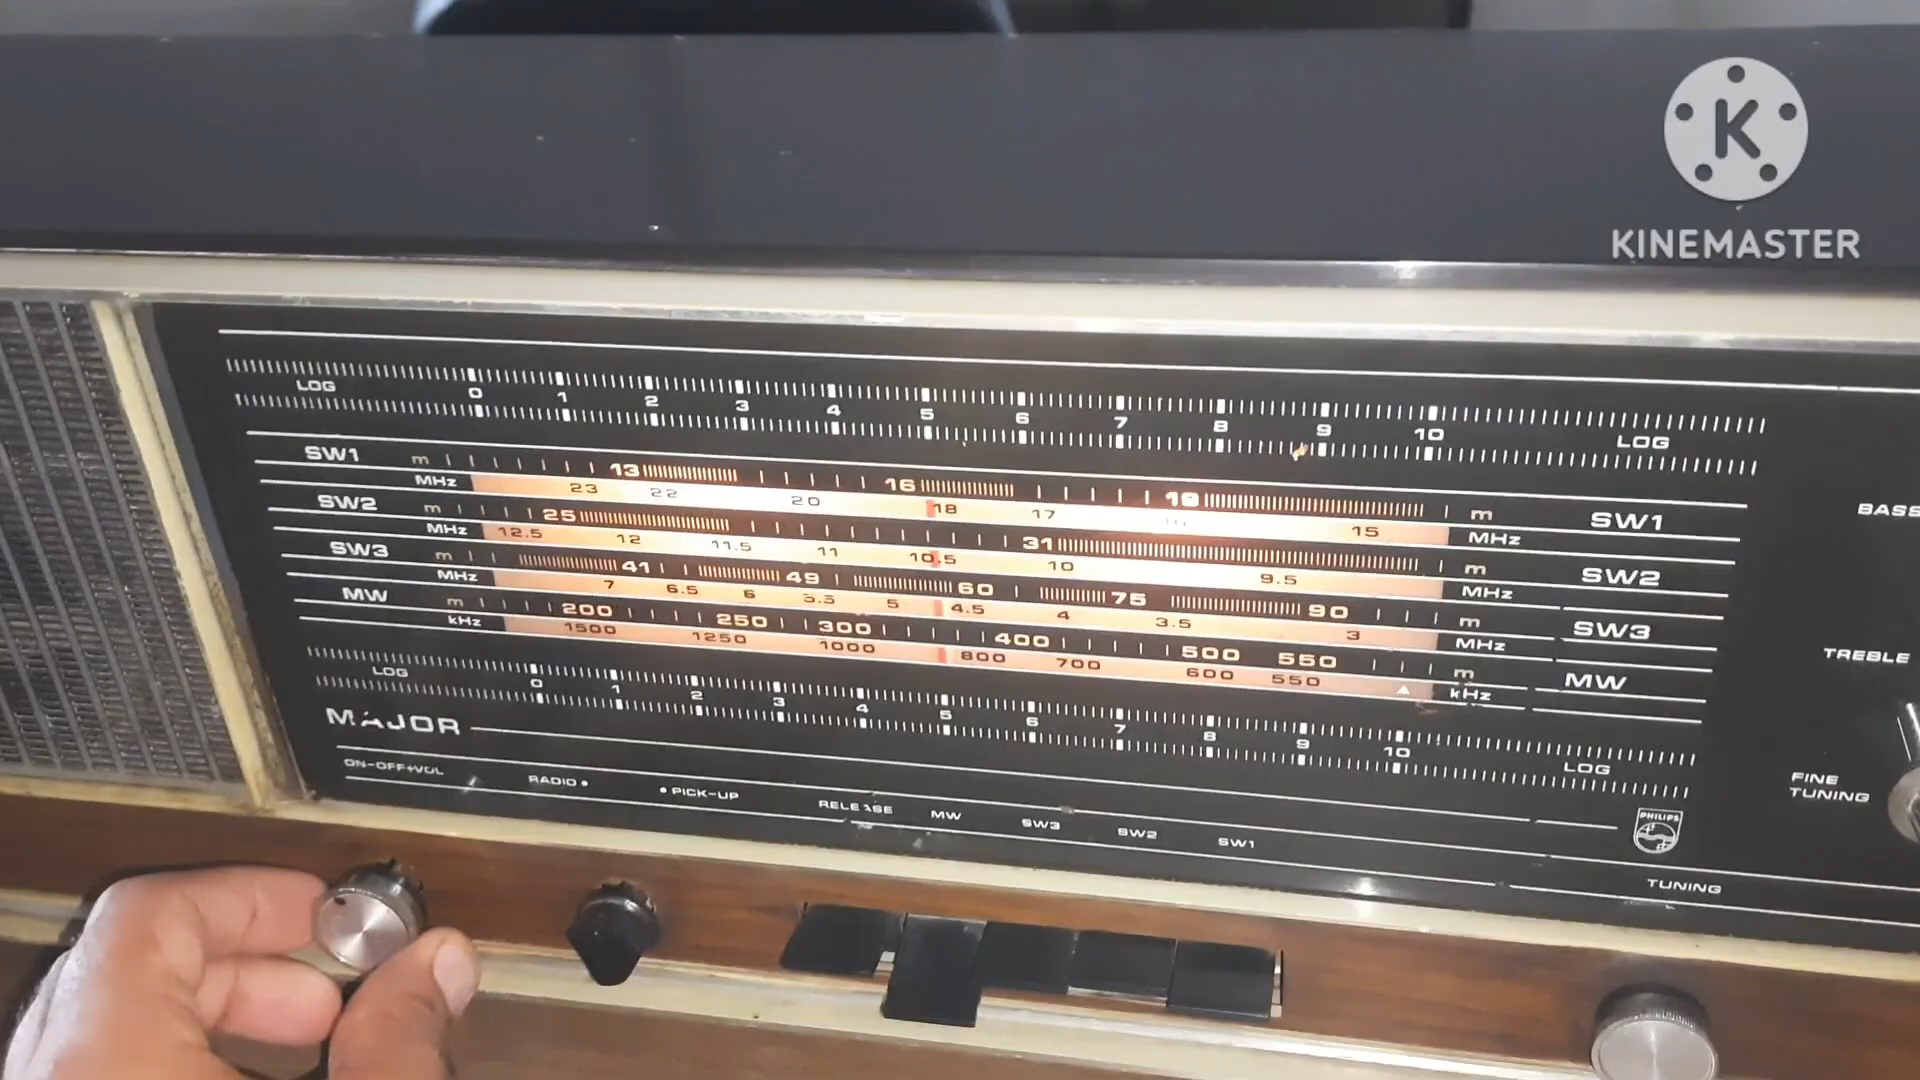 K
KINEMASTER
LOG 0 1 2 3 4 5 6 7 8 9 10 LOG
SW1 m 13 16 19 m SW1
MHz 23 22 20 18 17 15 MHz
SW2 m 25 31 m SW2
MHz 12.5 12 11.5 11 10.5 10 9.5 MHz
SW3 m 41 49 60 75 90 m SW3
MHz 7 6.5 6 5.5 5 4.5 4 3.5 3 MHz
MW m 200 250 300 400 500 550 m MW
kHz 1500 1250 1000 800 700 600 550 kHz
LOG 0 1 2 3 4 5 6 7 8 9 10 LOG
MAJOR
ON-OFF+VOL RADIO • • PICK-UP RELEASE MW SW3 SW2 SW1
PHILIPS
TUNING
BASS
TREBLE
FINE
TUNING